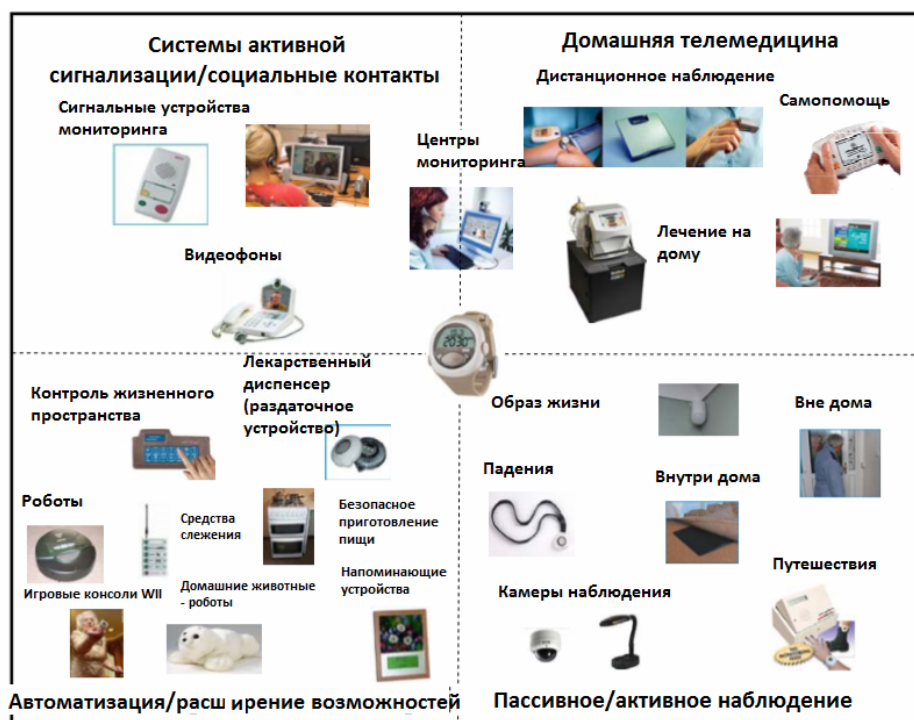 Системы активной
сигнализации/социальные контакты
Сигнальные устройства
мониторинга
Видеофоны
Центры
мониторинга
Домашняя телемедицина
Дистанционное наблюдение
Самопомощь
Лечение на
дому
Контроль жизненного
пространства
Лекарственный
диспенсер
(раздаточное
устройство)
Роботы
Средства
слежения
Безопасное
приготовление
пищи
Игровые консоли WII
Домашние животные
- роботы
Напоминающие
устройства
Автоматизация/расширение возможностей
Образ жизни
Вне дома
Падения
Внутри дома
Камеры наблюдения
Путешествия
Пассивное/активное наблюдение